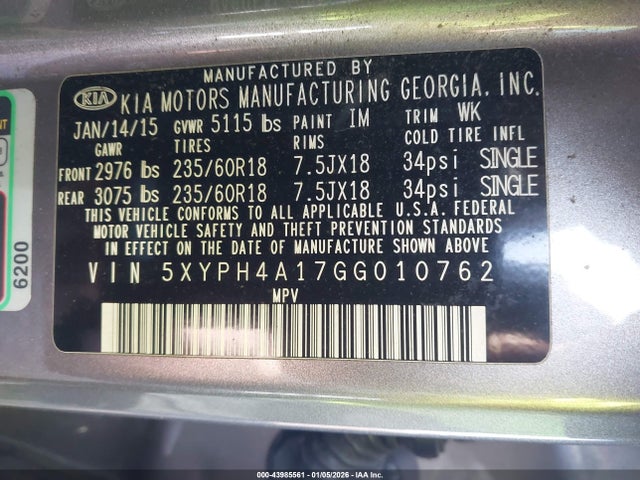 MANUFACTURED BY
KIA KIA MOTORS MANUFACTURING GEORGIA, INC.
JAN/14/15 GVWR 5115 lbs PAINT IM TRIM WK
GAWR TIRES RIMS COLD TIRE INFL
FRONT 2976 lbs 235/60R18 7.5JX18 34psi SINGLE
REAR 3075 lbs 235/60R18 7.5JX18 34psi SINGLE
THIS VEHICLE CONFORMS TO ALL APPLICABLE U.S.A. FEDERAL
MOTOR VEHICLE SAFETY AND THEFT PREVENTION STANDARDS
IN EFFECT ON THE DATE OF MANUFACTURE SHOWN ABOVE
VIN 5XYPH4A17GG010762
MPV
6200
000-43985561 - 01/05/2026 - IAA Inc.